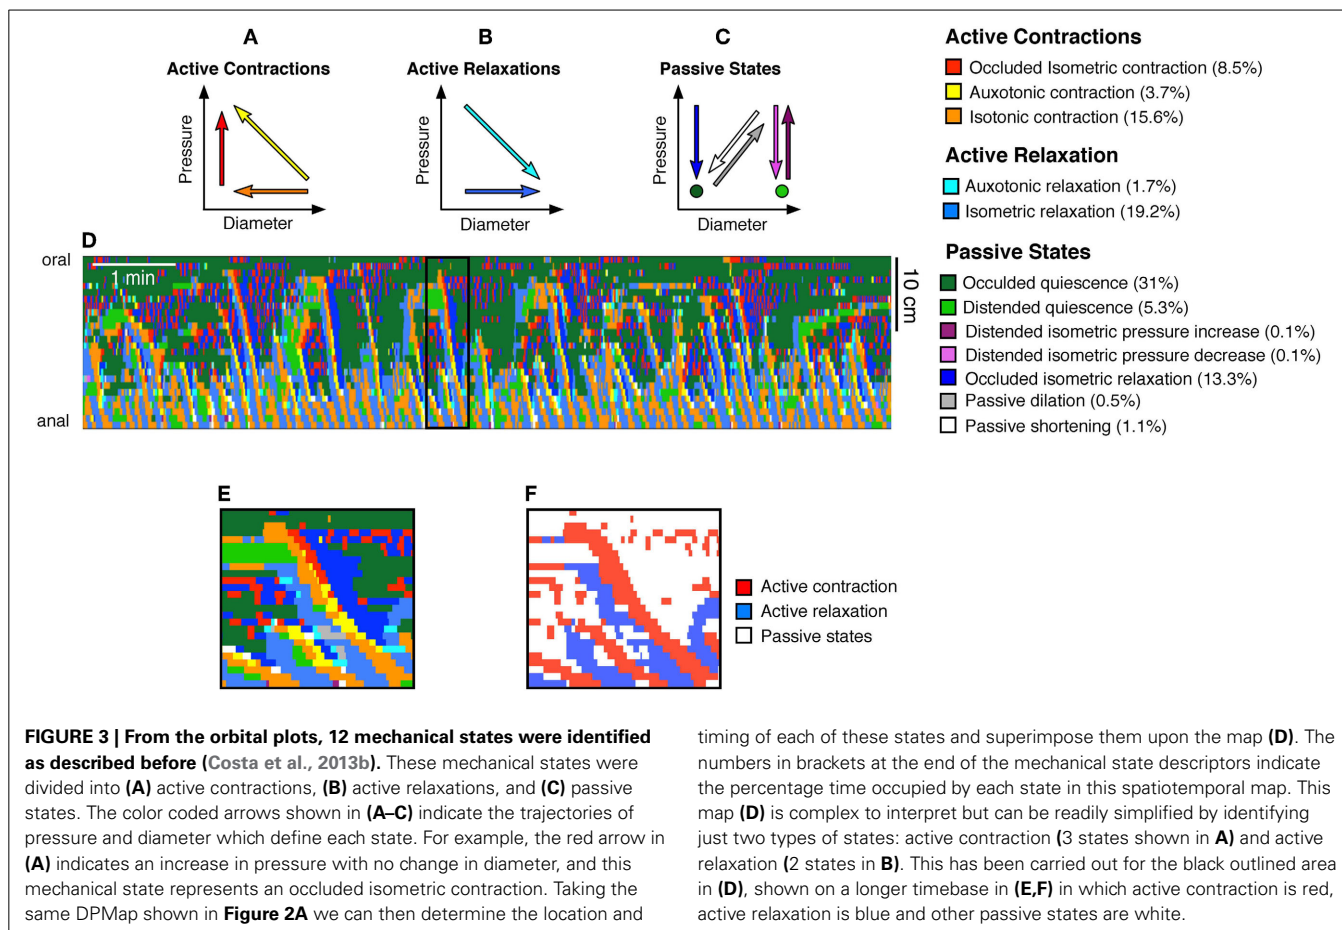 A
Active Contractions
Pressure
Diameter
B
Active Relaxations
Diameter
C
Passive States
Pressure
Diameter
Active Contractions
Occluded Isometric contraction (8.5%)
Auxotonic contraction (3.7%)
Isotonic contraction (15.6%)
Active Relaxation
Auxotonic relaxation (1.7%)
Isometric relaxation (19.2%)
Passive States
Occulded quiescence (31%)
Distended quiescence (5.3%)
Distended isometric pressure increase (0.1%)
Distended isometric pressure decrease (0.1%)
Occluded isometric relaxation (13.3%)
Passive dilation (0.5%)
Passive shortening (1.1%)
D
oral
1 min
10 cm
anal
E
F
Active contraction
Active relaxation
Passive states
FIGURE 3 | From the orbital plots, 12 mechanical states were identified
as described before (Costa et al., 2013b). These mechanical states were
divided into (A) active contractions, (B) active relaxations, and (C) passive
states. The color coded arrows shown in (A–C) indicate the trajectories of
pressure and diameter which define each state. For example, the red arrow in
(A) indicates an increase in pressure with no change in diameter, and this
mechanical state represents an occluded isometric contraction. Taking the
same DPMap shown in Figure 2A we can then determine the location and
timing of each of these states and superimpose them upon the map (D). The
numbers in brackets at the end of the mechanical state descriptors indicate
the percentage time occupied by each state in this spatiotemporal map. This
map (D) is complex to interpret but can be readily simplified by identifying
just two types of states: active contraction (3 states shown in A) and active
relaxation (2 states in B). This has been carried out for the black outlined area
in (D), shown on a longer timebase in (E,F) in which active contraction is red,
active relaxation is blue and other passive states are white.